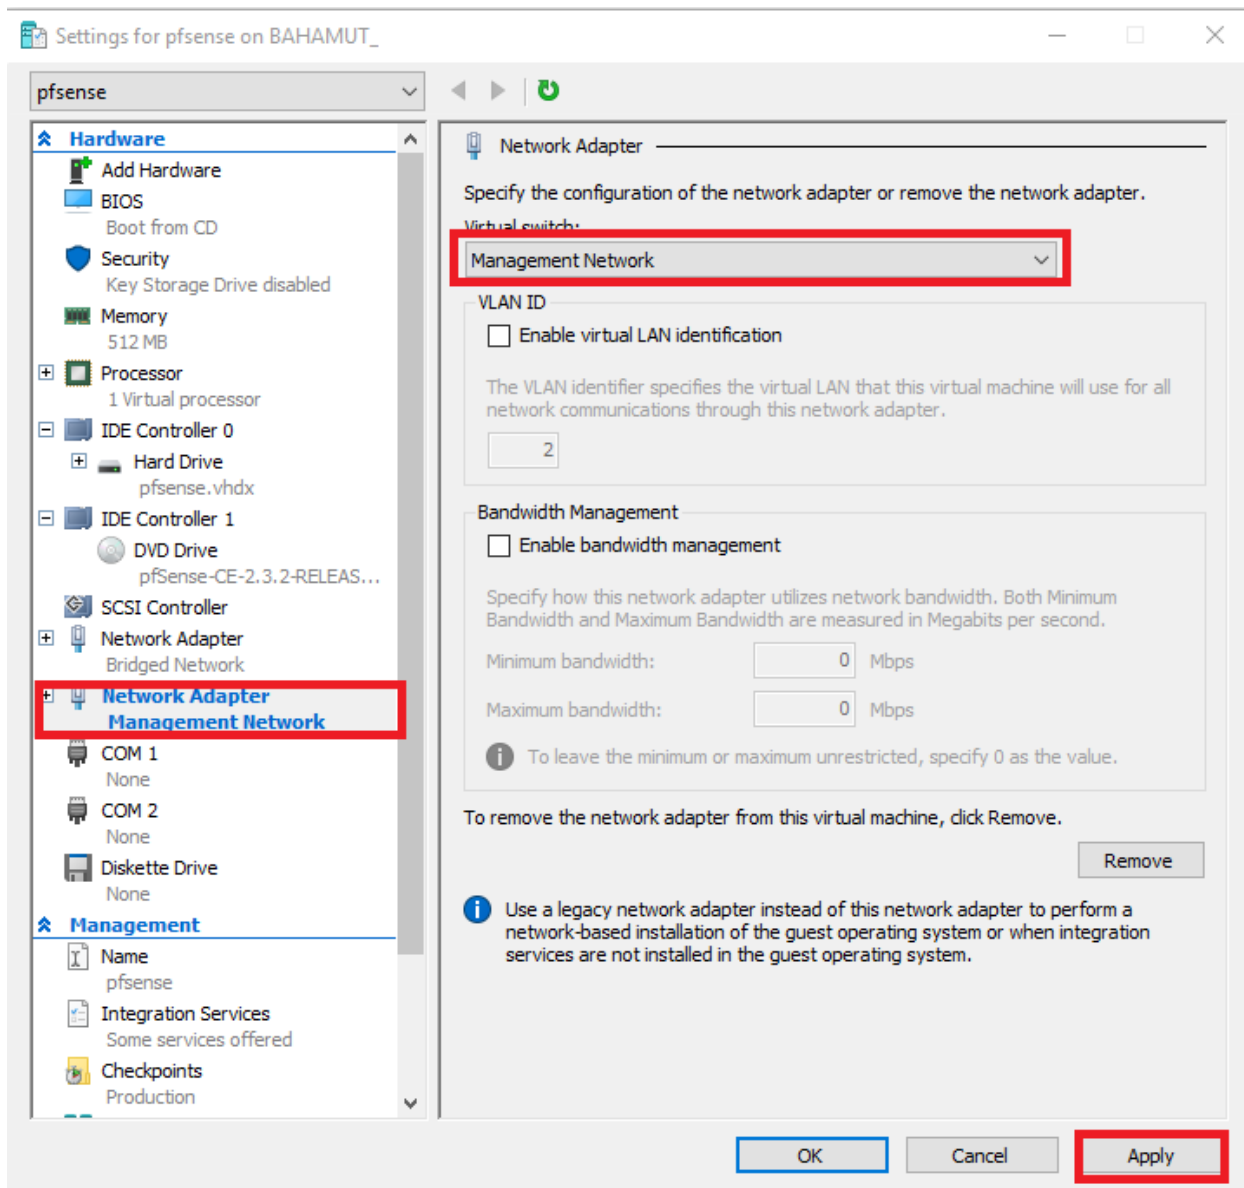 Settings for pfsense on BAHAMUT_
pfsense
Hardware
Add Hardware
BIOS
Boot from CD
Security
Key Storage Drive disabled
Memory
512 MB
Processor
1 Virtual processor
IDE Controller 0
Hard Drive
pfsense.vhdx
IDE Controller 1
DVD Drive
pfSense-CE-2.3.2-RELEAS...
SCSI Controller
Network Adapter
Bridged Network
Network Adapter
Management Network
COM 1
None
COM 2
None
Diskette Drive
None
Management
Name
pfsense
Integration Services
Some services offered
Checkpoints
Production
Network Adapter
Specify the configuration of the network adapter or remove the network adapter.
Virtual switch:
Management Network
VLAN ID
Enable virtual LAN identification
The VLAN identifier specifies the virtual LAN that this virtual machine will use for all
network communications through this network adapter.
2
Bandwidth Management
Enable bandwidth management
Specify how this network adapter utilizes network bandwidth. Both Minimum
Bandwidth and Maximum Bandwidth are measured in Megabits per second.
Minimum bandwidth: 0 Mbps
Maximum bandwidth: 0 Mbps
To leave the minimum or maximum unrestricted, specify 0 as the value.
To remove the network adapter from this virtual machine, click Remove.
Remove
Use a legacy network adapter instead of this network adapter to perform a
network-based installation of the guest operating system or when integration
services are not installed in the guest operating system.
OK Cancel Apply